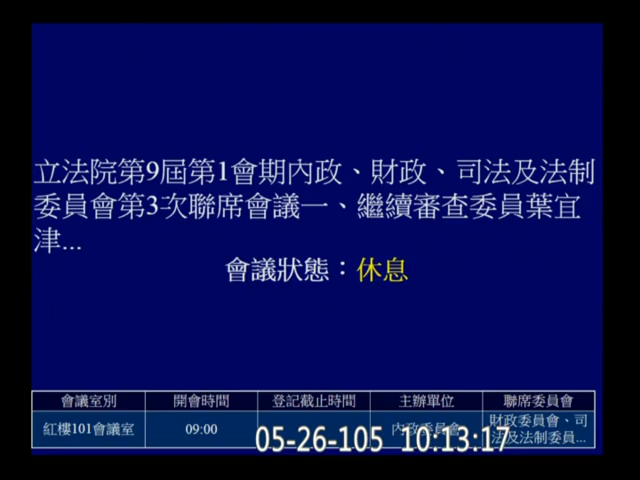 立法院第9屆第1會期內政、財政、司法及法制
委員會第3次聯席會議一、繼續審查委員葉宜
津...
會議狀態：休息
會議室別 開會時間 登記截止時間 主辦單位 聯席委員會
紅樓101會議室 09:00 內政委員會 財政委員會、司
法及法制委員...
05-26-105 10:13:17